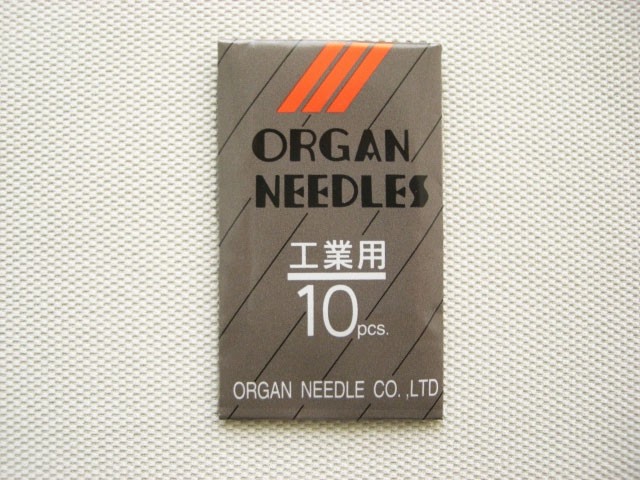 ORGAN
NEEDLES
工業用
10pcs.
ORGAN NEEDLE CO.,LTD